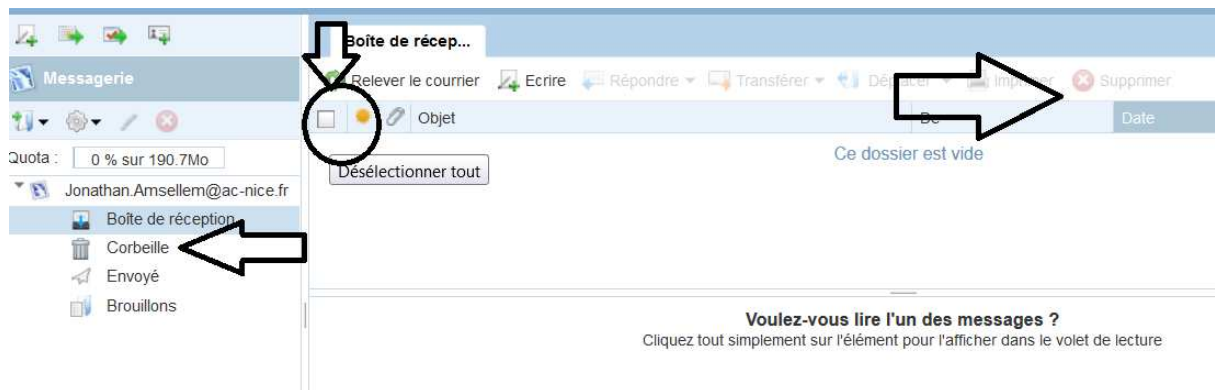 Boîte de récep...
Messagerie
Relever le courrier Ecrire Répondre Transférer Déplacer Imprimer Supprimer
Objet De Date
Quota : 0 % sur 190.7Mo
Ce dossier est vide
Désélectionner tout
Jonathan.Amsellem@ac-nice.fr
Boîte de réception
Corbeille
Envoyé
Brouillons
Voulez-vous lire l'un des messages ?
Cliquez tout simplement sur l'élément pour l'afficher dans le volet de lecture